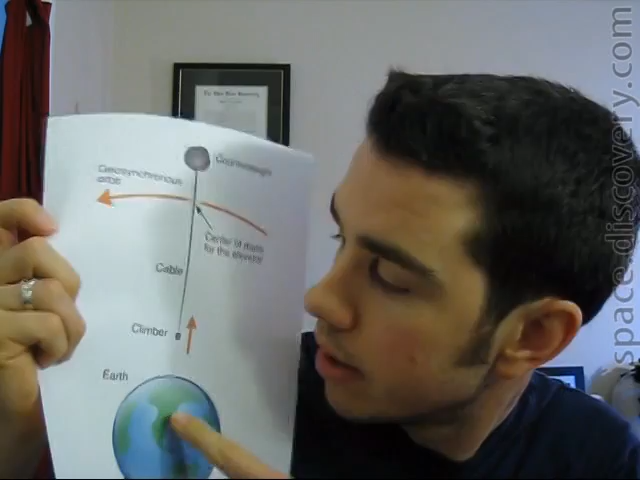 Counterweight
Geosynchronous
orbit
Center of mass
for the elevator
Cable
Climber
Earth
space.discovery.com